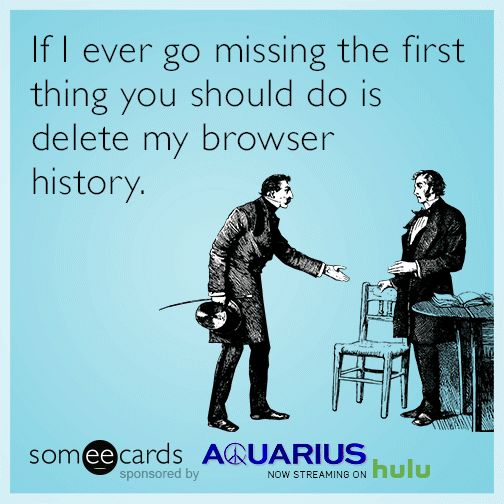 If I ever go missing the first
thing you should do is
delete my browser
history.
someecards
sponsored by
AQUARIUS
NOW STREAMING ON
hulu